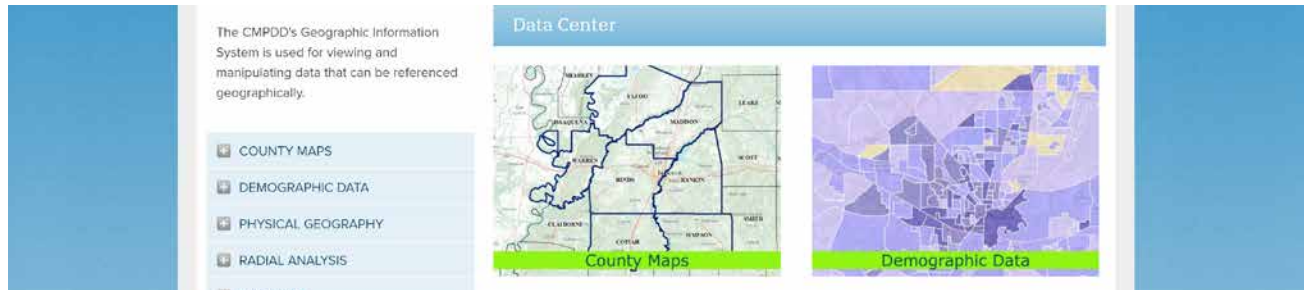 The CMPDD's Geographic Information
System is used for viewing and
manipulating data that can be referenced
geographically.
COUNTY MAPS
DEMOGRAPHIC DATA
PHYSICAL GEOGRAPHY
RADIAL ANALYSIS
Data Center
YAZOO
LEAKE
ISSAQUENA
MADISON
WARREN
SCOTT
HINDS
RANKIN
CLAIBORNE
SMITH
COPIAH
SIMPSON
County Maps
Demographic Data